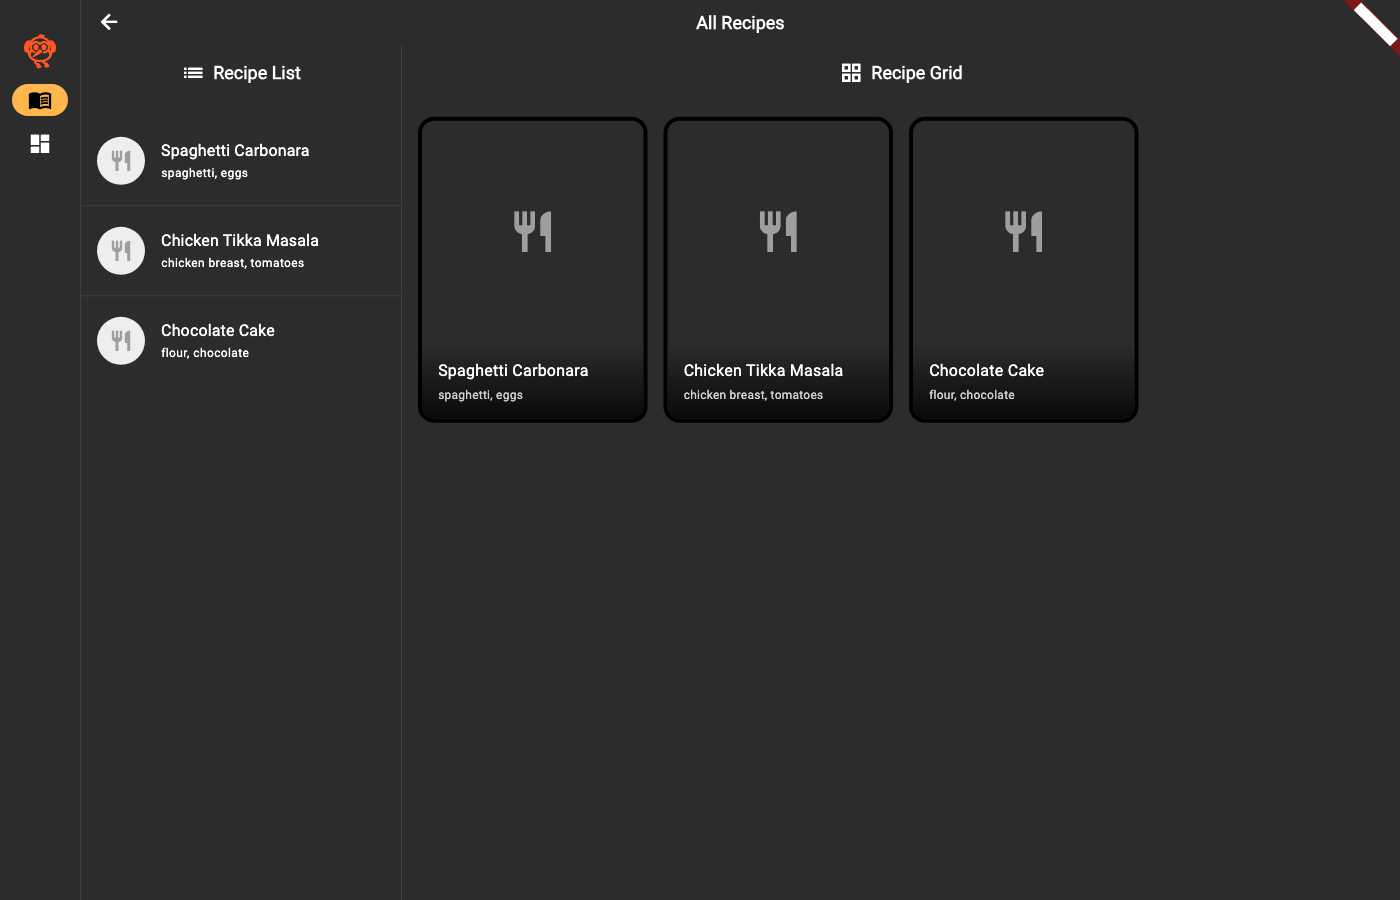 All Recipes
Recipe List
Spaghetti Carbonara
spaghetti, eggs
Chicken Tikka Masala
chicken breast, tomatoes
Chocolate Cake
flour, chocolate
Recipe Grid
Spaghetti Carbonara
spaghetti, eggs
Chicken Tikka Masala
chicken breast, tomatoes
Chocolate Cake
flour, chocolate